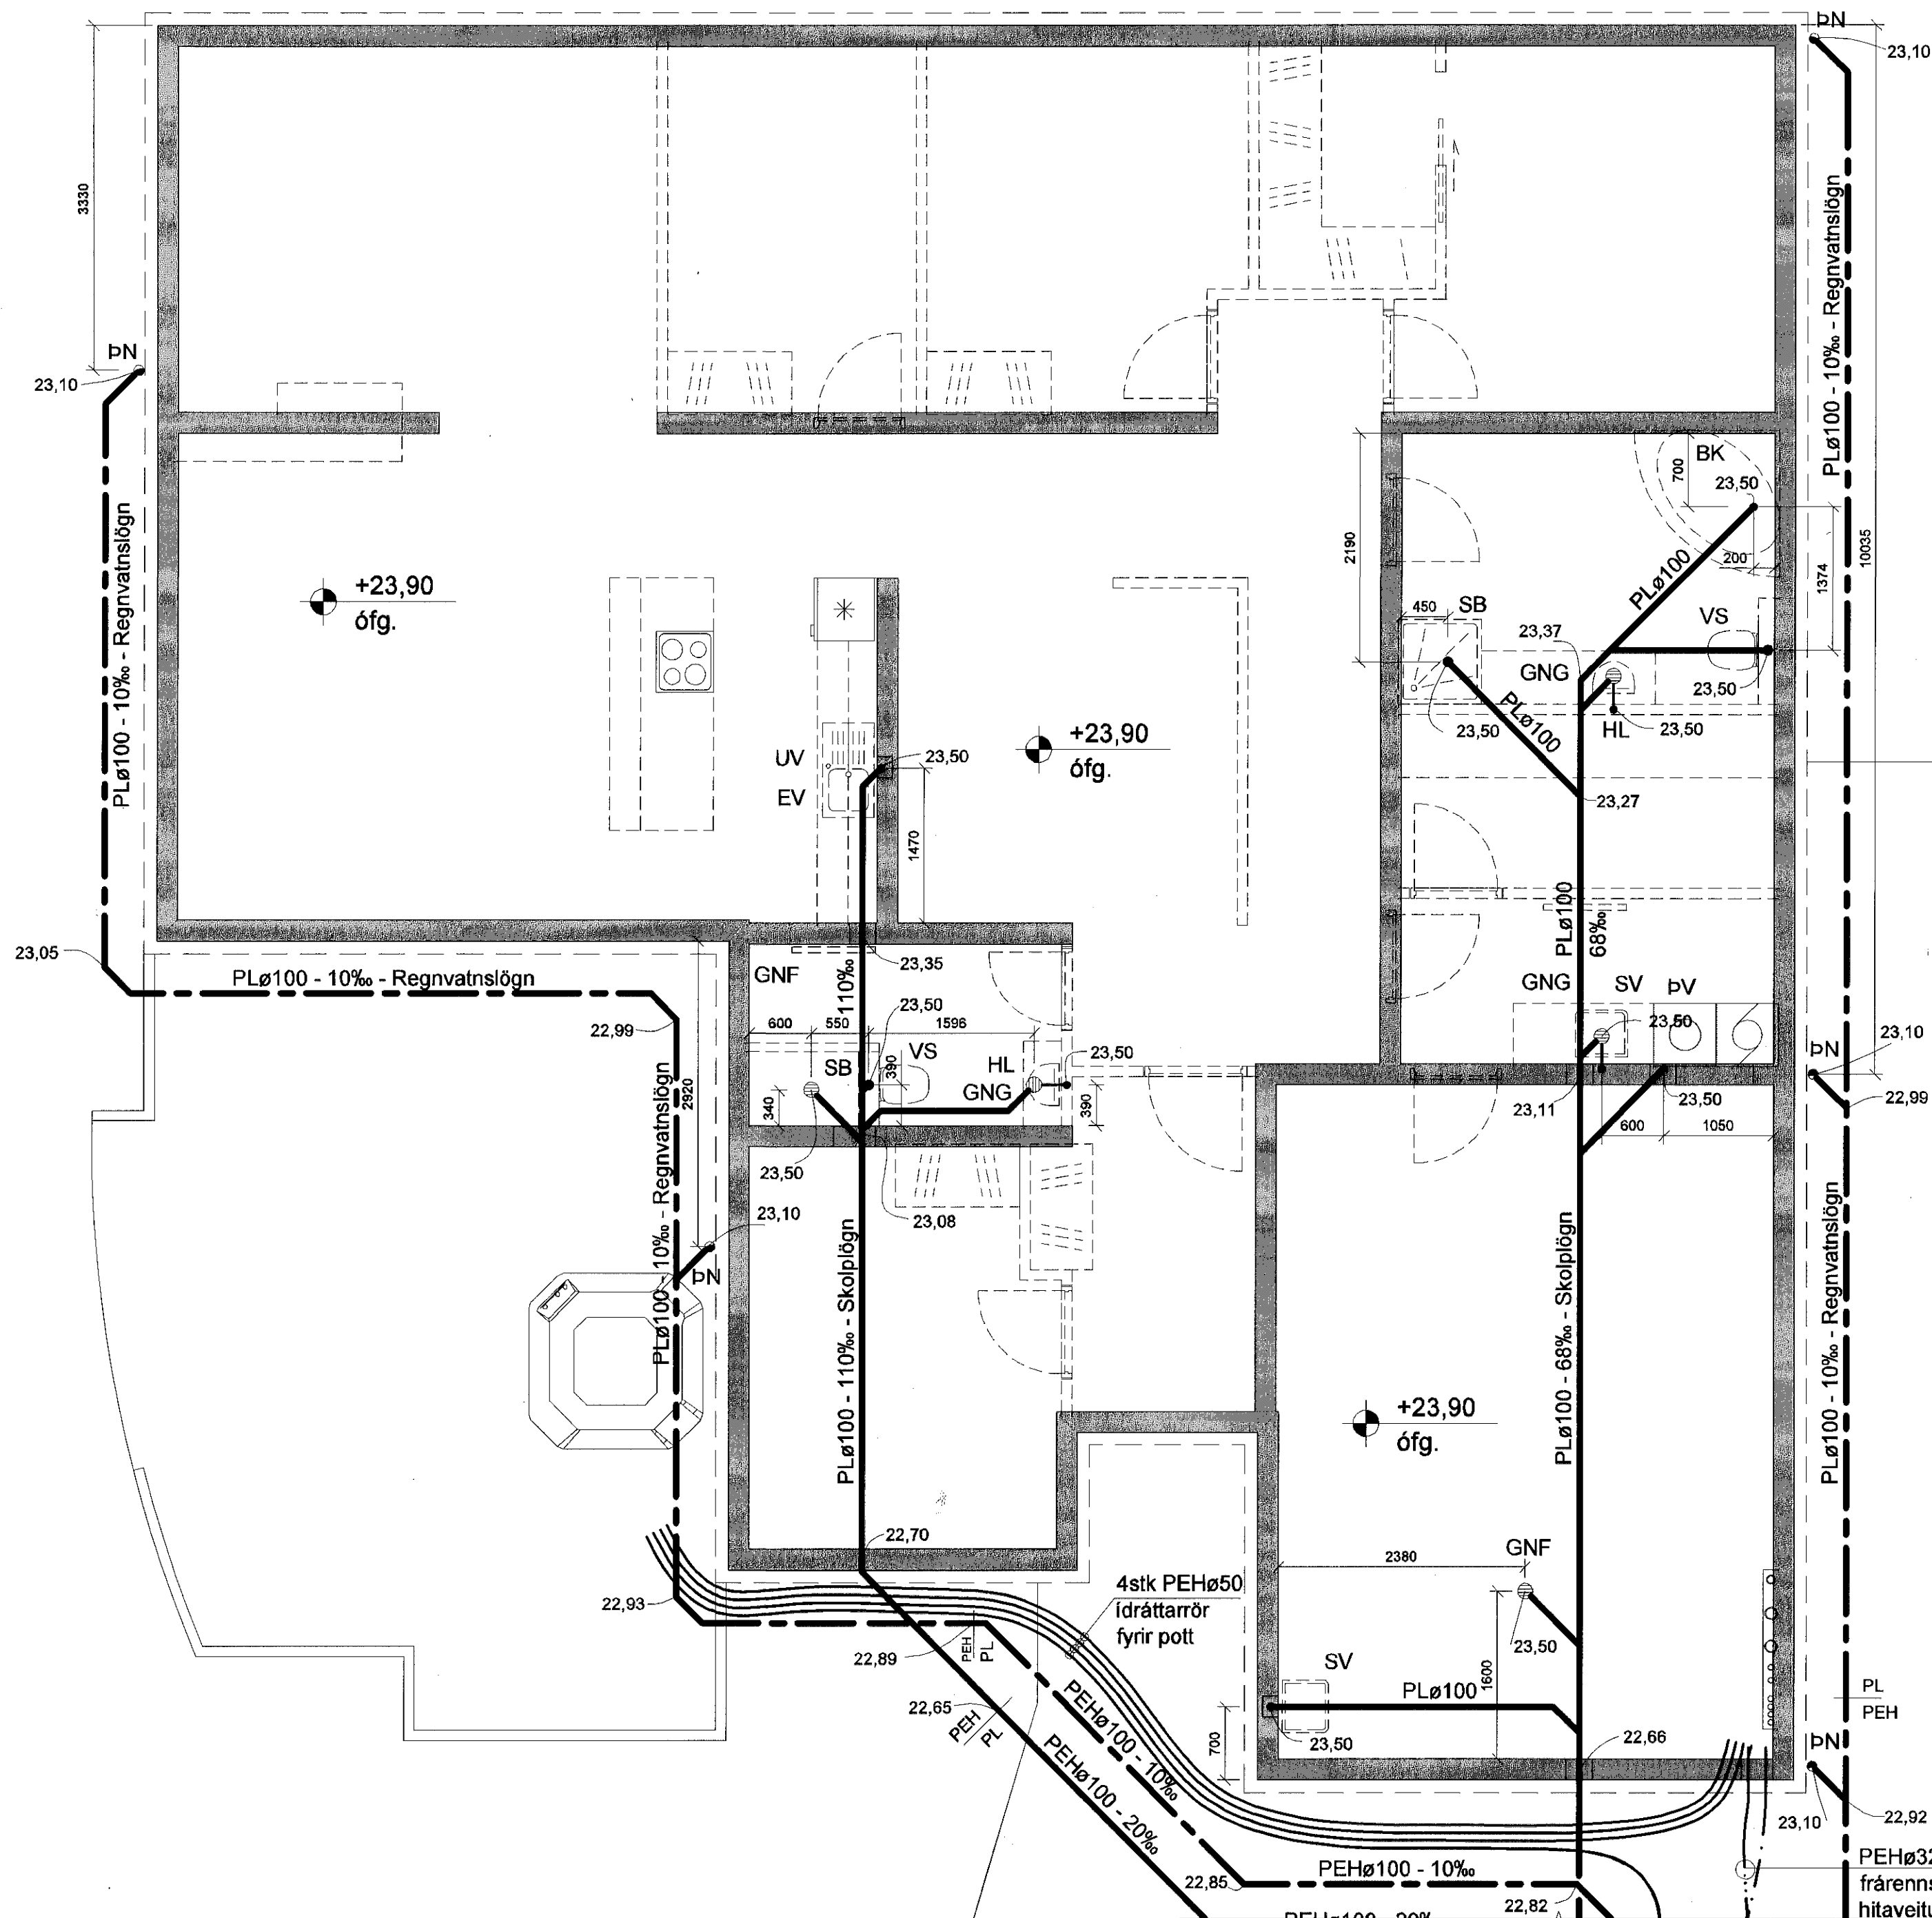 ÞN
23,10
3330
ÞN
23,10
PLø100 - 10‰ - Regnvatnslögn
BK
700
23,50
2190
200
1374
10035
PLø100
+23,90
ófg.
PLø100 - 10‰ - Regnvatnslögn
450
SB
VS
23,37
GNG
23,50
PLø100
23,50
HL
23,50
+23,90
ófg.
UV
EV
23,50
1470
23,27
PLø100
68‰
23,05
PLø100 - 10‰ - Regnvatnslögn
GNF
110‰
23,35
23,50
600
550
1596
22,99
SB
390
VS
HL
GNG
23,50
340
390
23,50
23,08
GNG
SV
ÞV
23,50
23,11
23,50
600
1050
ÞN
23,10
22,99
PLø100 - 10‰ - Regnvatnslögn
2920
23,10
ÞN
PLø100 - 110‰ - Skolplögn
PLø100 - 68‰ - Skolplögn
PLø100 - 10‰ - Regnvatnslögn
PLø100 - 10‰ - Regnvatnslögn
+23,90
ófg.
22,70
22,93
22,89
PEH
PL
22,65
PEH
PL
4stk PEHø50
ídráttarrör
fyrir pott
2380
GNF
23,50
1600
SV
PLø100
23,50
700
22,66
PL
PEH
ÞN
23,10
22,92
PEHø100 - 10‰
PEHø100 - 20‰
PEHø100 - 10‰
22,85
22,82
PEHø32